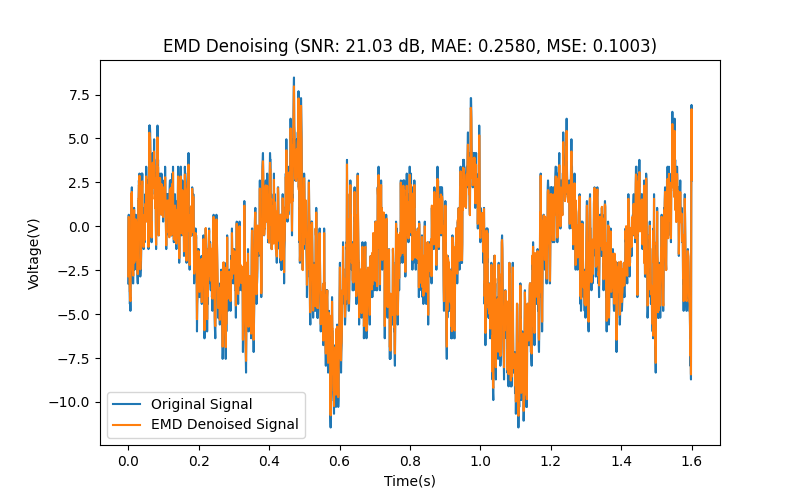 EMD Denoising (SNR: 21.03 dB, MAE: 0.2580, MSE: 0.1003)
7.5
5.0
2.5
0.0
−2.5
−5.0
−7.5
−10.0
Voltage(V)
Original Signal
EMD Denoised Signal
0.0 0.2 0.4 0.6 0.8 1.0 1.2 1.4 1.6
Time(s)